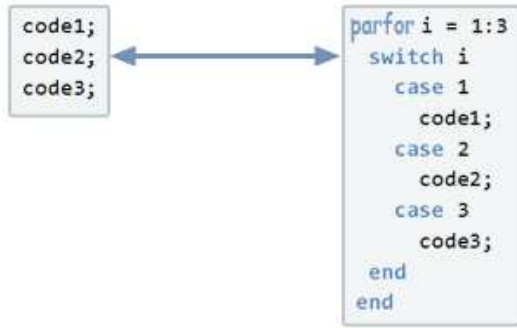 code1;
code2;
code3;
parfor i = 1:3
switch i
case 1
code1;
case 2
code2;
case 3
code3;
end
end